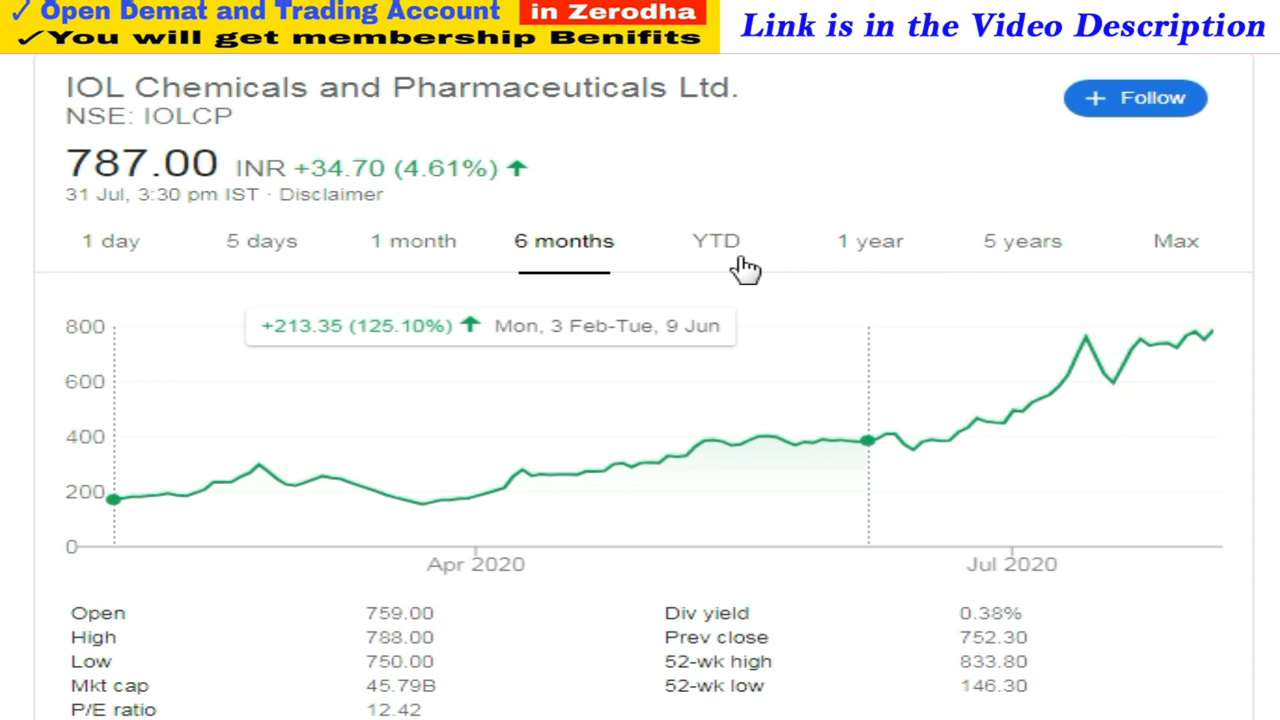 ✓ Open Demat and Trading Account in Zerodha
✓You will get membership Benifits
Link is in the Video Description
IOL Chemicals and Pharmaceuticals Ltd.
NSE: IOLCP
+ Follow
787.00 INR +34.70 (4.61%) ↑
31 Jul, 3:30 pm IST · Disclaimer
1 day 5 days 1 month 6 months YTD 1 year 5 years Max
+213.35 (125.10%) ↑ Mon, 3 Feb-Tue, 9 Jun
800
600
400
200
0
Apr 2020 Jul 2020
Open 759.00 Div yield 0.38%
High 788.00 Prev close 752.30
Low 750.00 52-wk high 833.80
Mkt cap 45.79B 52-wk low 146.30
P/E ratio 12.42